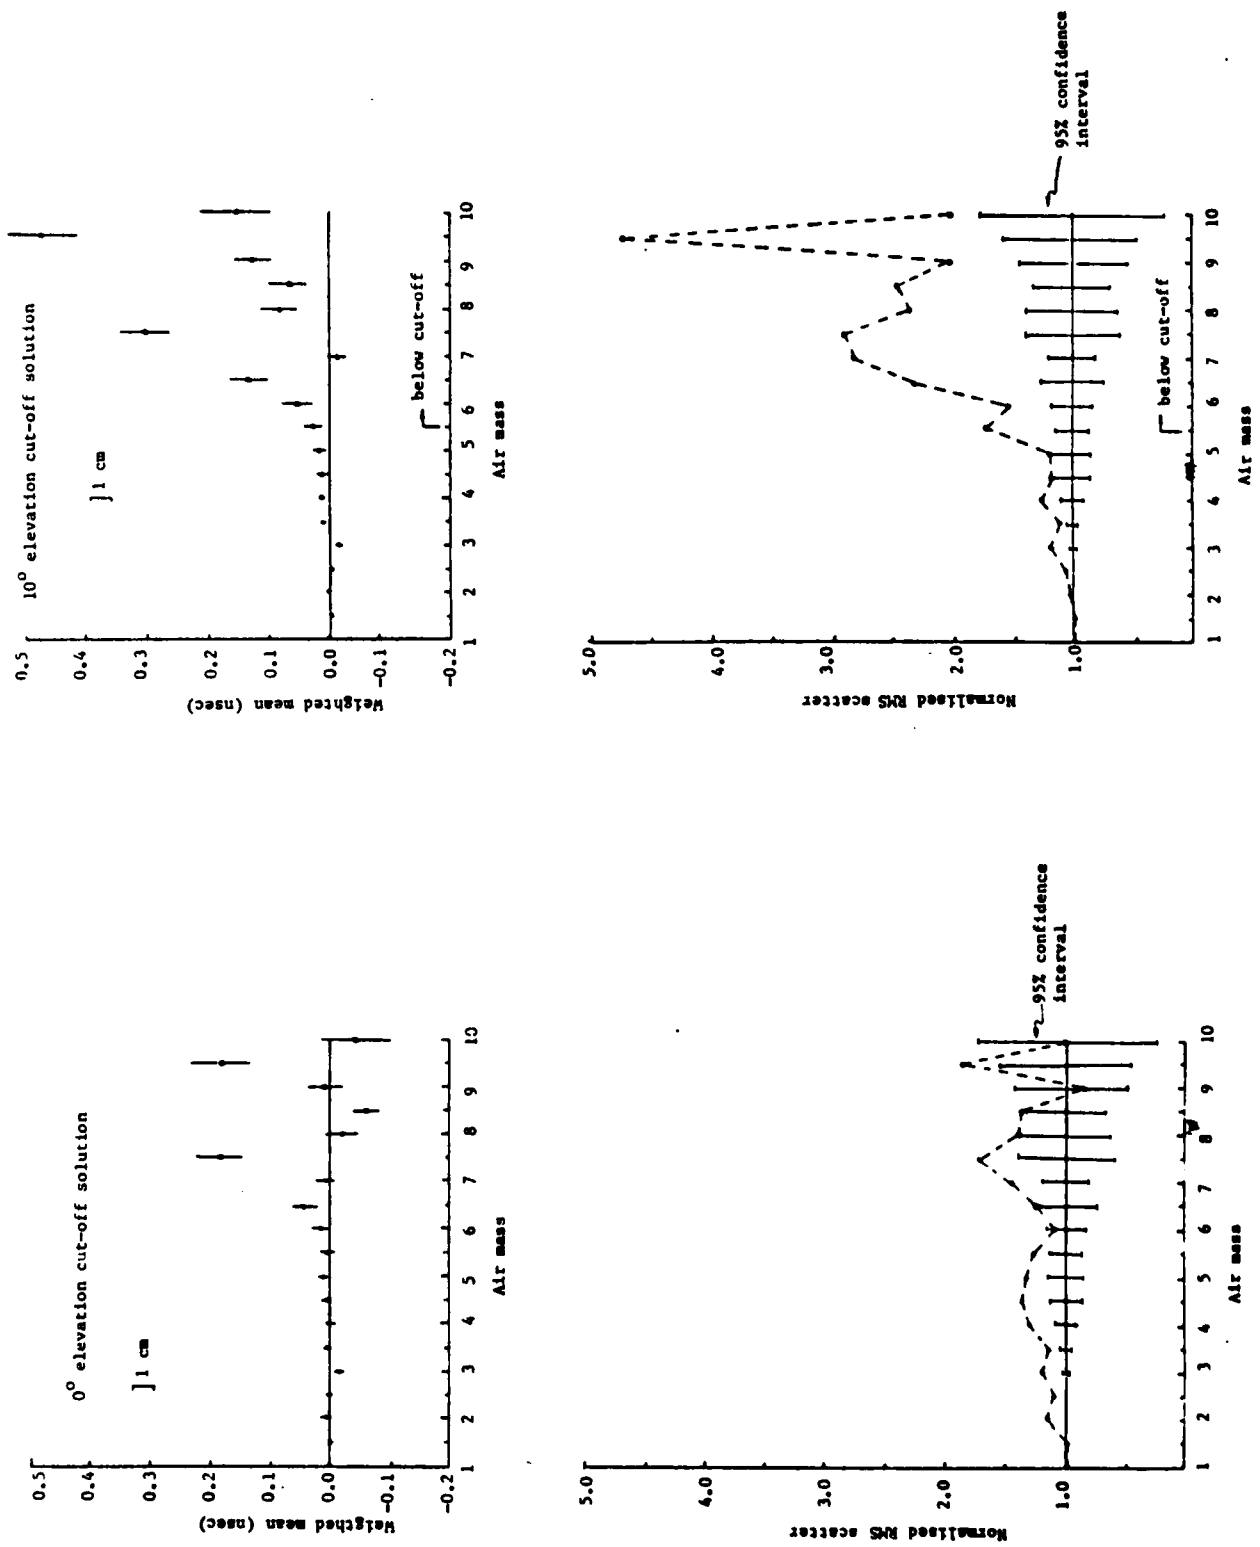 0° elevation cut-off solution
]1 cm
0.5
0.4
0.3
0.2
0.1
0.0
-0.1
-0.2
Weigthed mean (nsec)
1 2 3 4 5 6 7 8 9 10
Air mass
10° elevation cut-off solution
]1 cm
0.5
0.4
0.3
0.2
0.1
0.0
-0.1
-0.2
Weighted mean (nsec)
below cut-off
1 2 3 4 5 6 7 8 9 10
Air mass
5.0
4.0
3.0
2.0
1.0
Normalised RMS scatter
95% confidence
interval
1 2 3 4 5 6 7 8 9 10
Air mass
5.0
4.0
3.0
2.0
1.0
Normalised RMS scatter
95% confidence
interval
below cut-off
1 2 3 4 5 6 7 8 9 10
Air mass